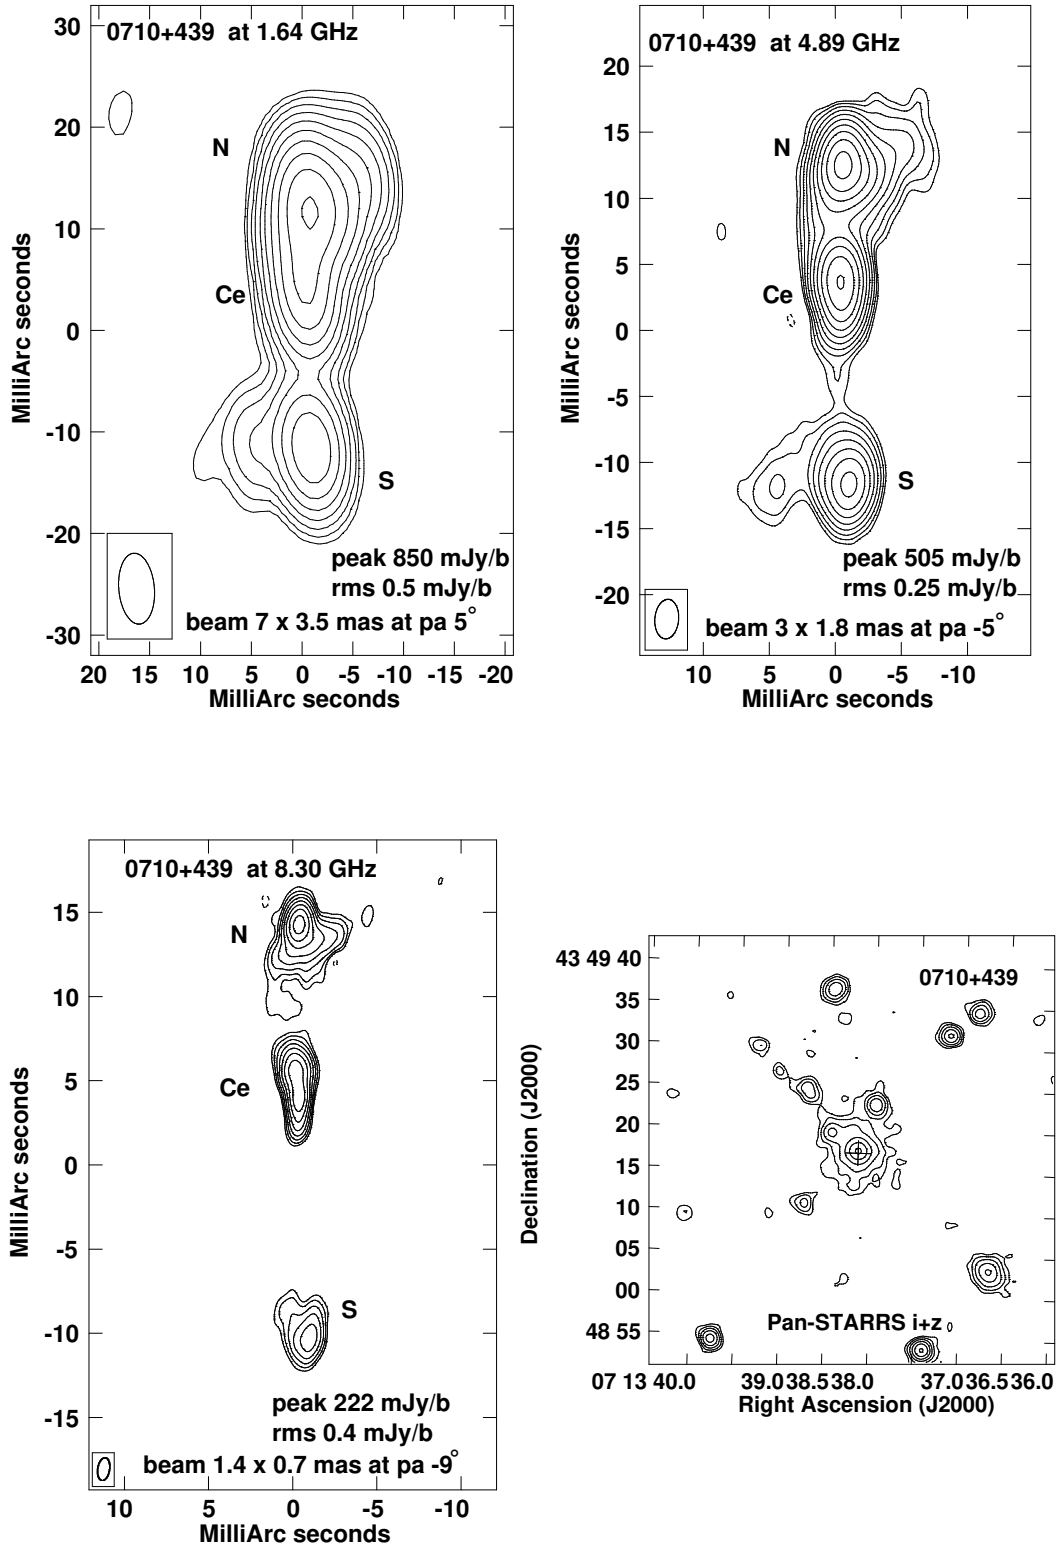 0710+439 at 1.64 GHz
30
20
10
0
-10
-20
-30
MilliArc seconds
N
Ce
S
peak 850 mJy/b
rms 0.5 mJy/b
beam 7 x 3.5 mas at pa 5°
20 15 10 5 0 -5 -10 -15 -20
MilliArc seconds
0710+439 at 4.89 GHz
20
15
10
5
0
-5
-10
-15
-20
MilliArc seconds
N
Ce
S
peak 505 mJy/b
rms 0.25 mJy/b
beam 3 x 1.8 mas at pa -5°
10 5 0 -5 -10
MilliArc seconds
0710+439 at 8.30 GHz
15
10
5
0
-5
-10
-15
MilliArc seconds
N
Ce
S
peak 222 mJy/b
rms 0.4 mJy/b
beam 1.4 x 0.7 mas at pa -9°
10 5 0 -5 -10
MilliArc seconds
0710+439
43 49 40
35
30
25
20
15
10
05
00
48 55
Declination (J2000)
Pan-STARRS i+z
07 13 40.0 39.0 38.5 38.0 37.0 36.5 36.0
Right Ascension (J2000)